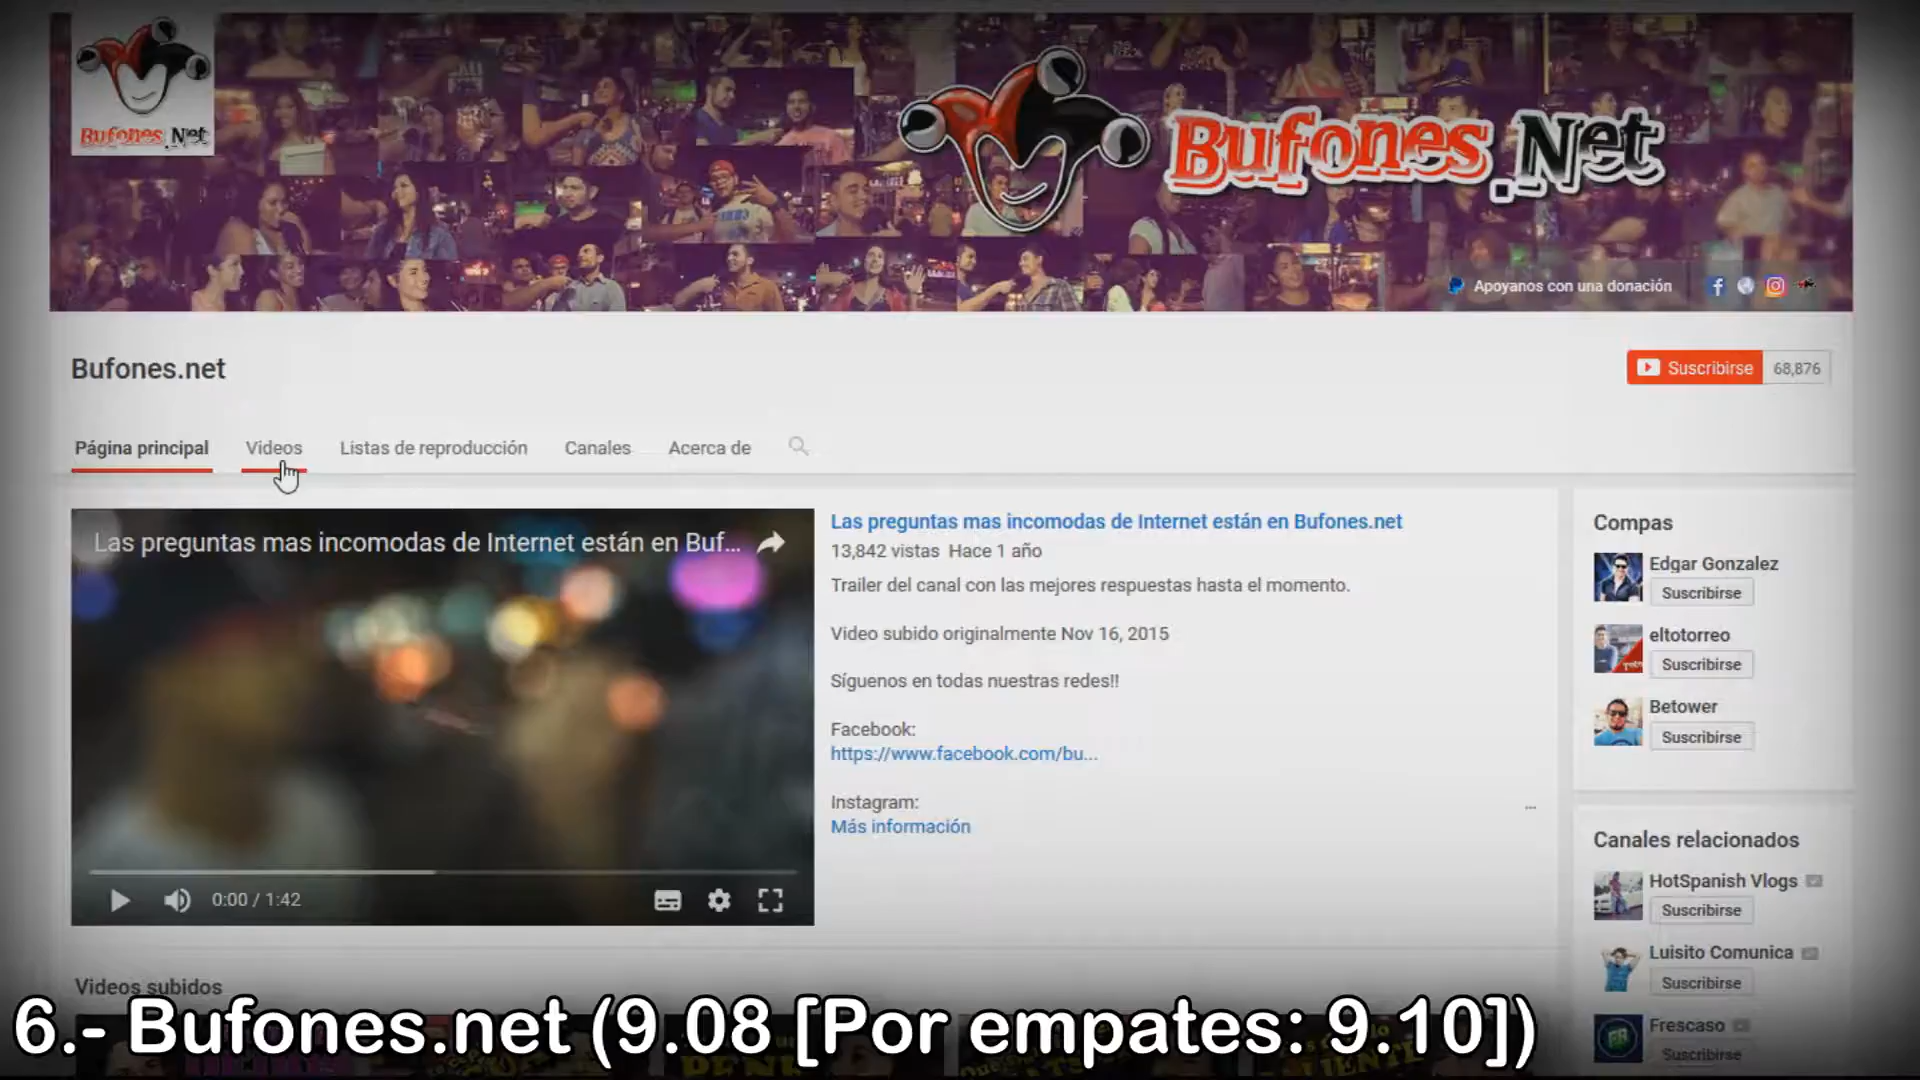 Bufones.Net
Bufones.Net
Apoyanos con una donación
Bufones.net
Suscribirse 68,876
Página principal Videos Listas de reproducción Canales Acerca de
Las preguntas mas incomodas de Internet están en Buf...
0:00 / 1:42
Las preguntas mas incomodas de Internet están en Bufones.net
13,842 vistas Hace 1 año
Trailer del canal con las mejores respuestas hasta el momento.
Video subido originalmente Nov 16, 2015
Síguenos en todas nuestras redes!!
Facebook:
https://www.facebook.com/bu...
Instagram:
Más información
...
Compas
Edgar Gonzalez
Suscribirse
eltotorreo
Suscribirse
Betower
Suscribirse
Canales relacionados
HotSpanish Vlogs
Suscribirse
Luisito Comunica
Suscribirse
Frescaso
Suscribirse
Videos subidos
6.- Bufones.net (9.08 [Por empates: 9.10])